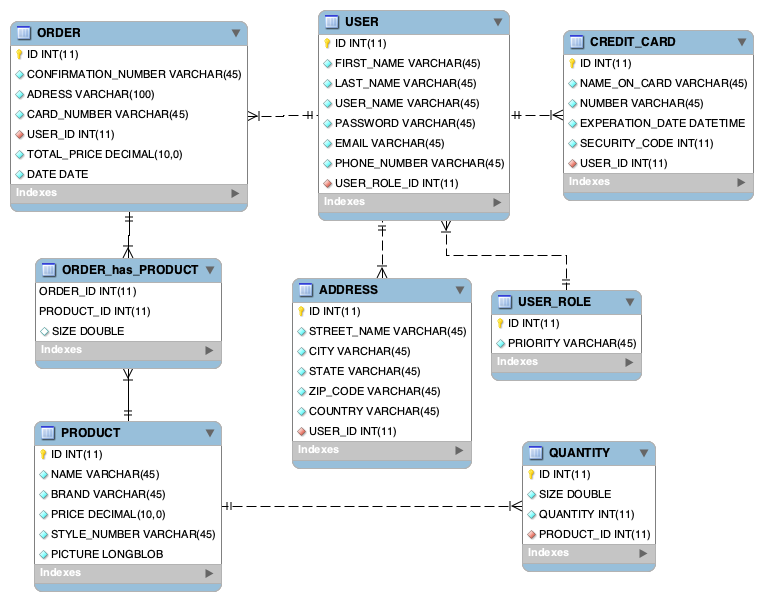 ORDER
ID INT(11)
CONFIRMATION_NUMBER VARCHAR(45)
ADRESS VARCHAR(100)
CARD_NUMBER VARCHAR(45)
USER_ID INT(11)
TOTAL_PRICE DECIMAL(10,0)
DATE DATE
Indexes
USER
ID INT(11)
FIRST_NAME VARCHAR(45)
LAST_NAME VARCHAR(45)
USER_NAME VARCHAR(45)
PASSWORD VARCHAR(45)
EMAIL VARCHAR(45)
PHONE_NUMBER VARCHAR(45)
USER_ROLE_ID INT(11)
Indexes
CREDIT_CARD
ID INT(11)
NAME_ON_CARD VARCHAR(45)
NUMBER VARCHAR(45)
EXPERATION_DATE DATETIME
SECURITY_CODE INT(11)
USER_ID INT(11)
Indexes
ORDER_has_PRODUCT
ORDER_ID INT(11)
PRODUCT_ID INT(11)
SIZE DOUBLE
Indexes
ADDRESS
ID INT(11)
STREET_NAME VARCHAR(45)
CITY VARCHAR(45)
STATE VARCHAR(45)
ZIP_CODE VARCHAR(45)
COUNTRY VARCHAR(45)
USER_ID INT(11)
Indexes
USER_ROLE
ID INT(11)
PRIORITY VARCHAR(45)
Indexes
PRODUCT
ID INT(11)
NAME VARCHAR(45)
BRAND VARCHAR(45)
PRICE DECIMAL(10,0)
STYLE_NUMBER VARCHAR(45)
PICTURE LONGBLOB
Indexes
QUANTITY
ID INT(11)
SIZE DOUBLE
QUANTITY INT(11)
PRODUCT_ID INT(11)
Indexes